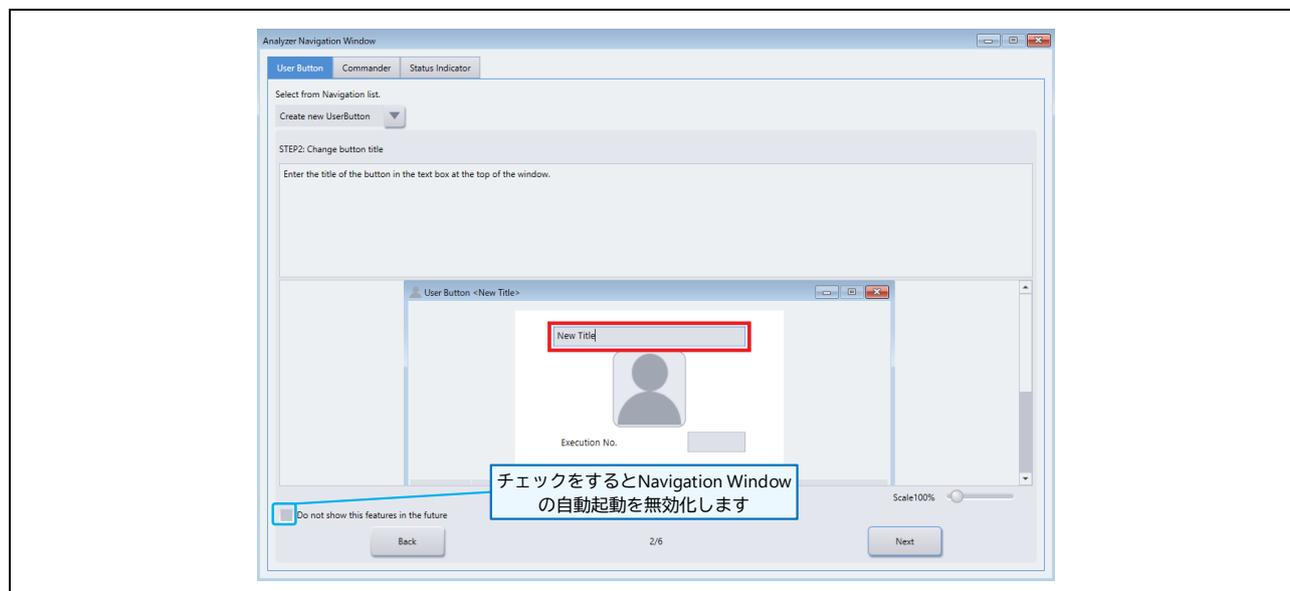 Analyzer Navigation Window
User Button Commander Status Indicator
Select from Navigation list.
Create new UserButton
STEP2: Change button title
Enter the title of the button in the text box at the top of the window.
User Button <New Title>
New Title
Execution No.
チェックをするとNavigation Window
の自動起動を無効化します
Scale100%
Do not show this features in the future
Back 2/6 Next